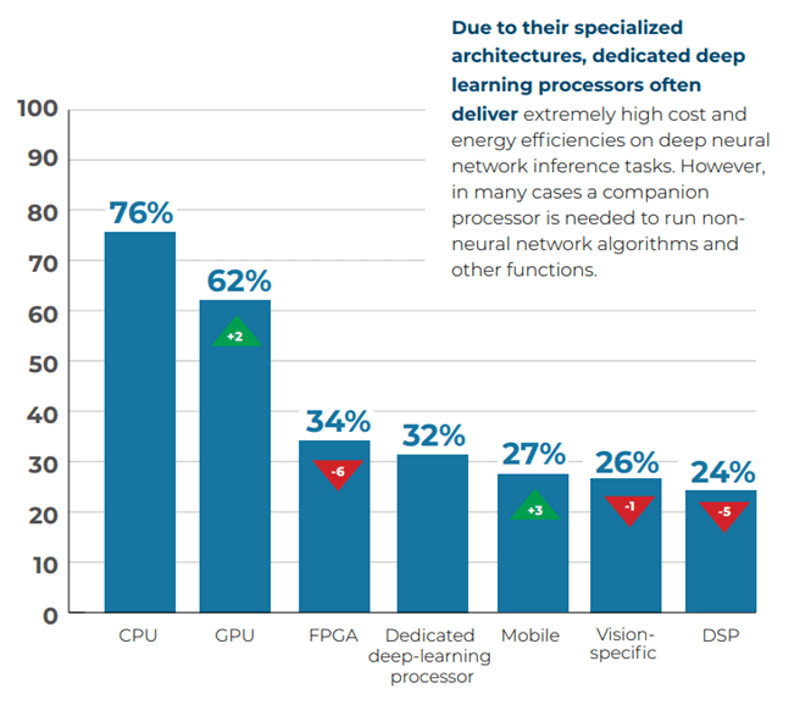 Due to their specialized
architectures, dedicated deep
learning processors often
deliver extremely high cost and
energy efficiencies on deep neural
network inference tasks. However,
in many cases a companion
processor is needed to run non-
neural network algorithms and
other functions.
100
90
80
70
60
50
40
30
20
10
0
76%
62%
34%
32%
27%
26%
24%
+2
-6
+3
-1
-5
CPU
GPU
FPGA
Dedicated
deep-learning
processor
Mobile
Vision-
specific
DSP